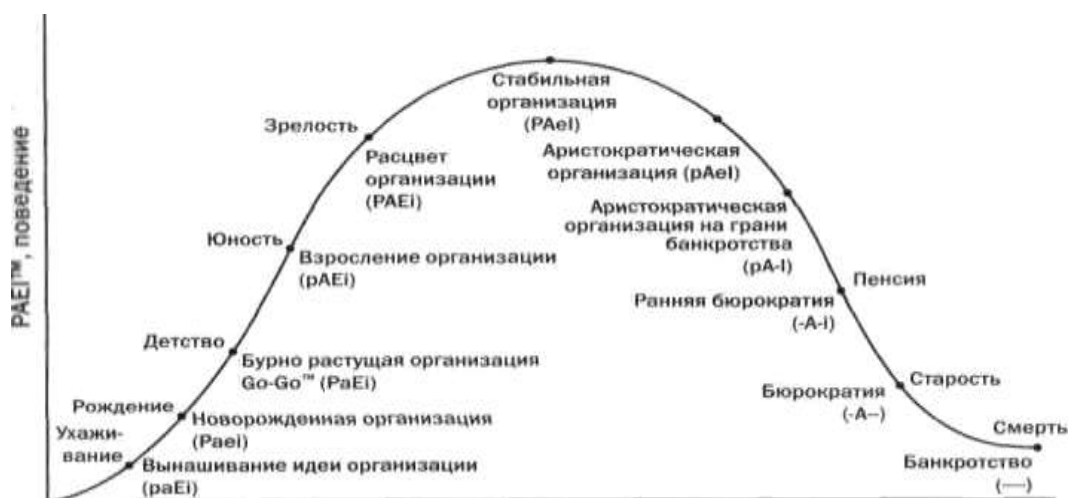 PAEI™, поведение
Стабильная
организация
(PAeI)
Зрелость
Расцвет
организации
(PAEi)
Аристократическая
организация (pAeI)
Аристократическая
организация на грани
банкротства
(pA-I)
Юность
Взросление организации
(pAEi)
Пенсия
Ранняя бюрократия
(-A-i)
Детство
Бурно растущая организация
Go-Go™ (PaEi)
Старость
Бюрократия
(-A--)
Рождение
Новорожденная организация
(Paei)
Смерть
Банкротство
(----)
Ухажи-
вание
Вынашивание идеи организации
(paEi)